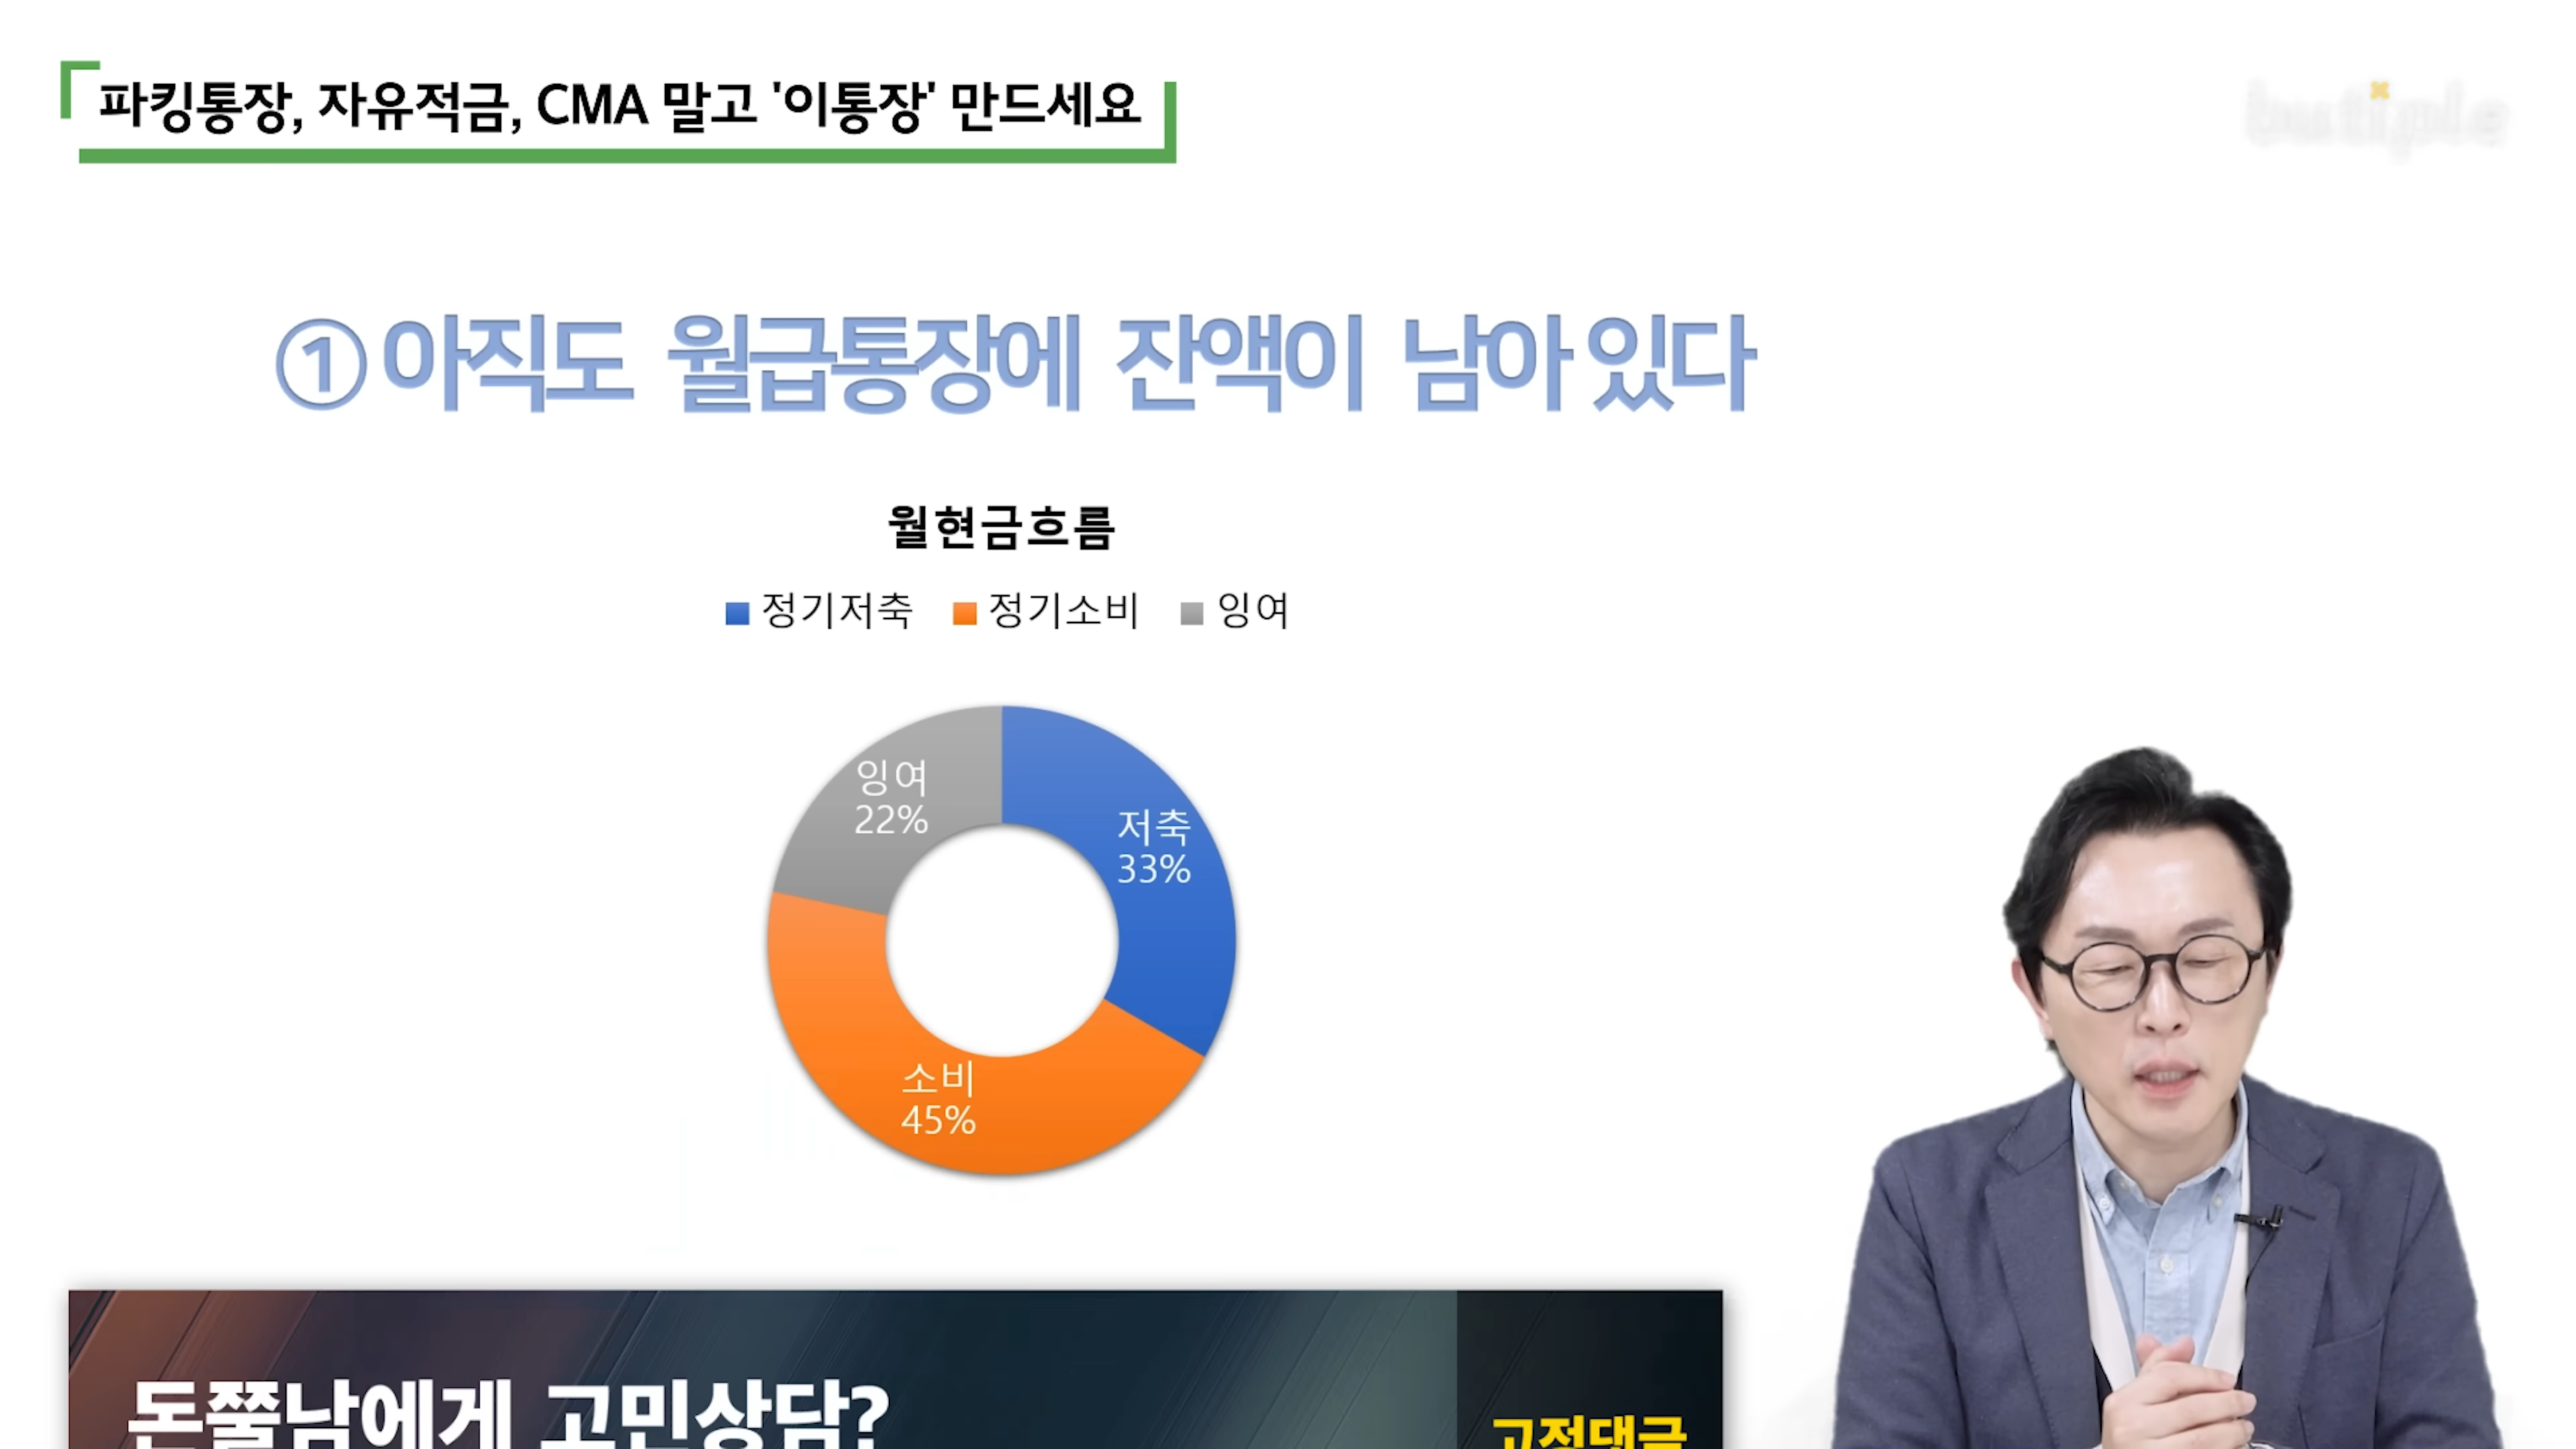 파킹통장, 자유적금, CMA 말고 '이통장' 만드세요
butiple
① 아직도 월급통장에 잔액이 남아 있다
월현금흐름
정기저축 정기소비 잉여
잉여
22%
저축
33%
소비
45%
돈쭐남에게 고민상담?
고정댓글